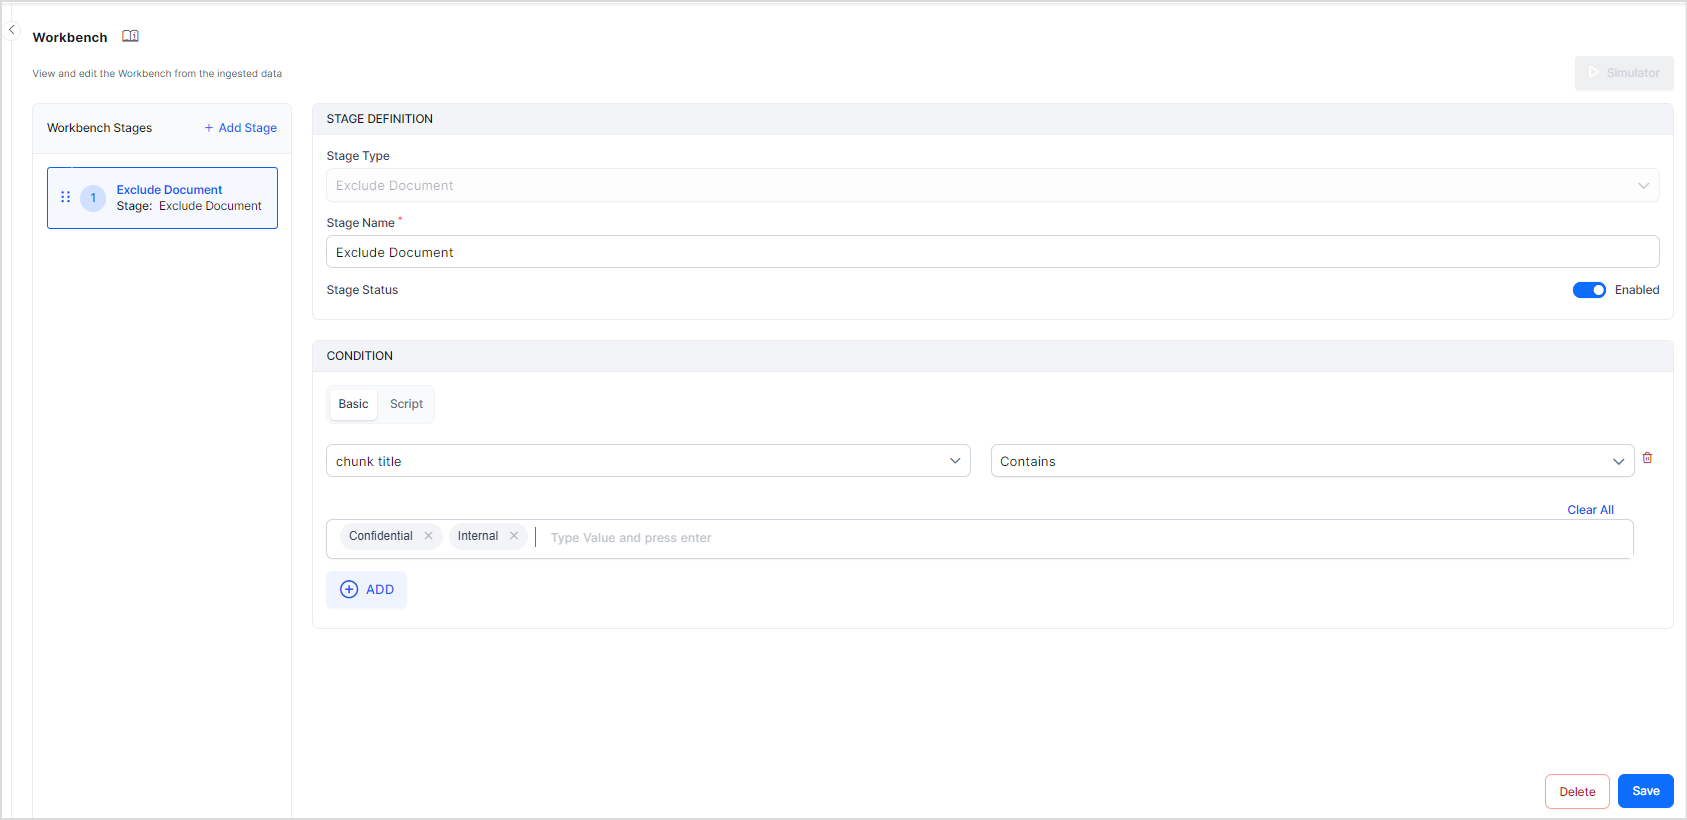 Workbench
View and edit the Workbench from the ingested data
Simulator
Workbench Stages
+ Add Stage
1
Exclude Document
Stage: Exclude Document
STAGE DEFINITION
Stage Type
Exclude Document
Stage Name *
Exclude Document
Stage Status
Enabled
CONDITION
Basic
Script
chunk title
Contains
Clear All
Confidential
Internal
Type Value and press enter
ADD
Delete
Save